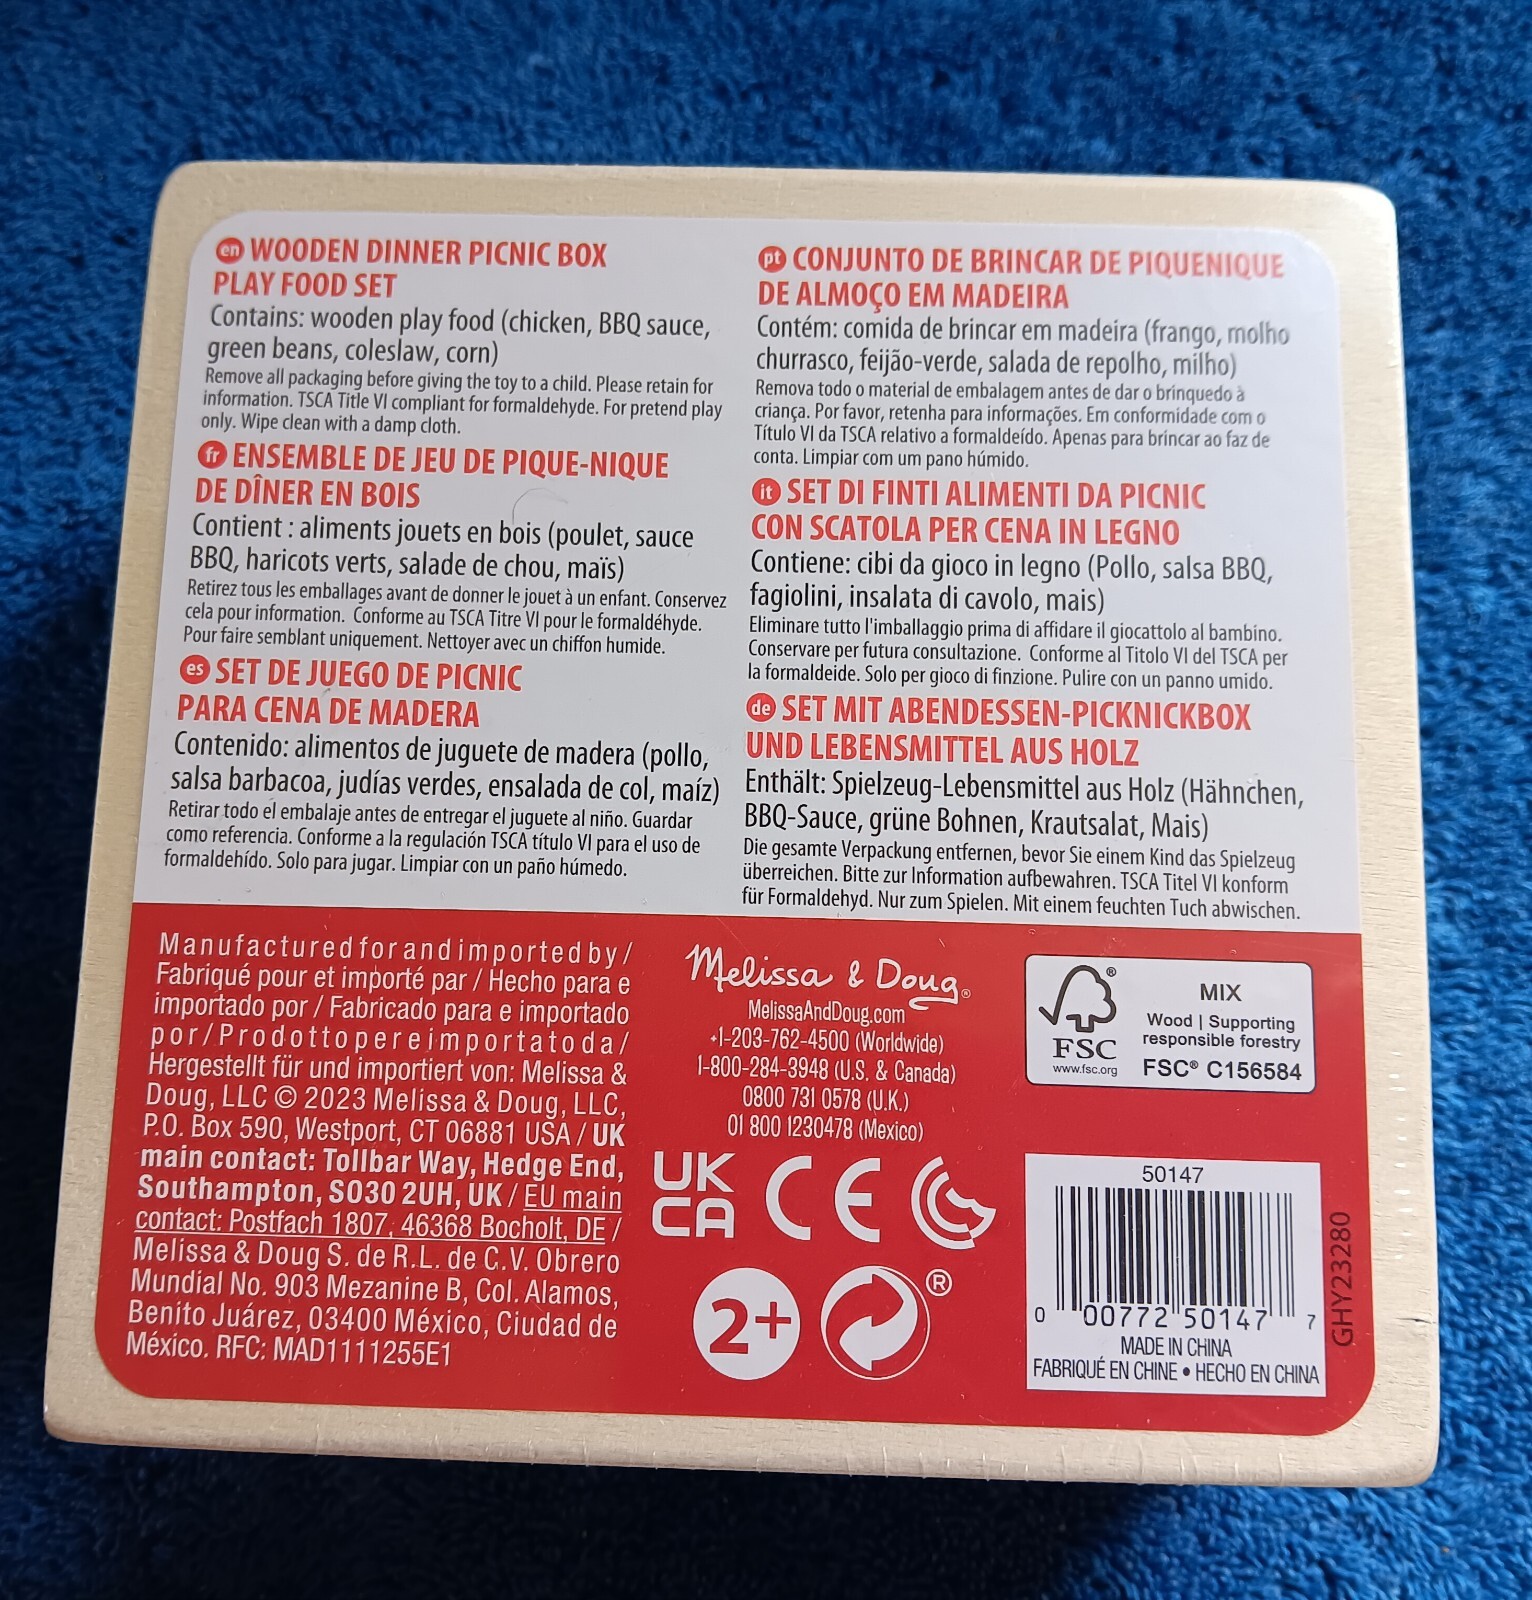 en WOODEN DINNER PICNIC BOX
PLAY FOOD SET
Contains: wooden play food (chicken, BBQ sauce,
green beans, coleslaw, corn)
Remove all packaging before giving the toy to a child. Please retain for
information. TSCA Title VI compliant for formaldehyde. For pretend play
only. Wipe clean with a damp cloth.
fr ENSEMBLE DE JEU DE PIQUE-NIQUE
DE DÎNER EN BOIS
Contient : aliments jouets en bois (poulet, sauce
BBQ, haricots verts, salade de chou, maïs)
Retirez tous les emballages avant de donner le jouet à un enfant. Conservez
cela pour information. Conforme au TSCA Titre VI pour le formaldéhyde.
Pour faire semblant uniquement. Nettoyer avec un chiffon humide.
es SET DE JUEGO DE PICNIC
PARA CENA DE MADERA
Contenido: alimentos de juguete de madera (pollo,
salsa barbacoa, judías verdes, ensalada de col, maíz)
Retirar todo el embalaje antes de entregar el juguete al niño. Guardar
como referencia. Conforme a la regulación TSCA título VI para el uso de
formaldehído. Solo para jugar. Limpiar con un paño húmedo.
pt CONJUNTO DE BRINCAR DE PIQUENIQUE
DE ALMOÇO EM MADEIRA
Contém: comida de brincar em madeira (frango, molho
churrasco, feijão-verde, salada de repolho, milho)
Remova todo o material de embalagem antes de dar o brinquedo à
criança. Por favor, retenha para informações. Em conformidade com o
Título VI da TSCA relativo a formaldeído. Apenas para brincar ao faz de
conta. Limpiar com um pano húmido.
it SET DI FINTI ALIMENTI DA PICNIC
CON SCATOLA PER CENA IN LEGNO
Contiene: cibi da gioco in legno (Pollo, salsa BBQ,
fagiolini, insalata di cavolo, mais)
Eliminare tutto l'imballaggio prima di affidare il giocattolo al bambino.
Conservare per futura consultazione. Conforme al Titolo VI del TSCA per
la formaldeide. Solo per gioco di finzione. Pulire con un panno umido.
de SET MIT ABENDESSEN-PICKNICKBOX
UND LEBENSMITTEL AUS HOLZ
Enthält: Spielzeug-Lebensmittel aus Holz (Hähnchen,
BBQ-Sauce, grüne Bohnen, Krautsalat, Mais)
Die gesamte Verpackung entfernen, bevor Sie einem Kind das Spielzeug
überreichen. Bitte zur Information aufbewahren. TSCA Titel VI konform
für Formaldehyd. Nur zum Spielen. Mit einem feuchten Tuch abwischen.
Manufactured for and imported by /
Fabriqué pour et importé par / Hecho para e
importado por / Fabricado para e importado
por / Prodotto per e importato da /
Hergestellt für und importiert von: Melissa &
Doug, LLC © 2023 Melissa & Doug, LLC,
P.O. Box 590, Westport, CT 06881 USA / UK
main contact: Tollbar Way, Hedge End,
Southampton, SO30 2UH, UK / EU main
contact: Postfach 1807, 46368 Bocholt, DE /
Melissa & Doug S. de R.L. de C.V. Obrero
Mundial No. 903 Mezanine B, Col. Alamos,
Benito Juárez, 03400 México, Ciudad de
México. RFC: MAD1111255E1
Melissa & Doug®
MelissaAndDoug.com
+1-203-762-4500 (Worldwide)
1-800-284-3948 (U.S. & Canada)
0800 731 0578 (U.K.)
01 800 1230478 (Mexico)
UK
CA
CE
2+
®
®
FSC
www.fsc.org
MIX
Wood | Supporting
responsible forestry
FSC® C156584
50147
0 00772 50147 7
MADE IN CHINA
FABRIQUÉ EN CHINE • HECHO EN CHINA
GHY23280